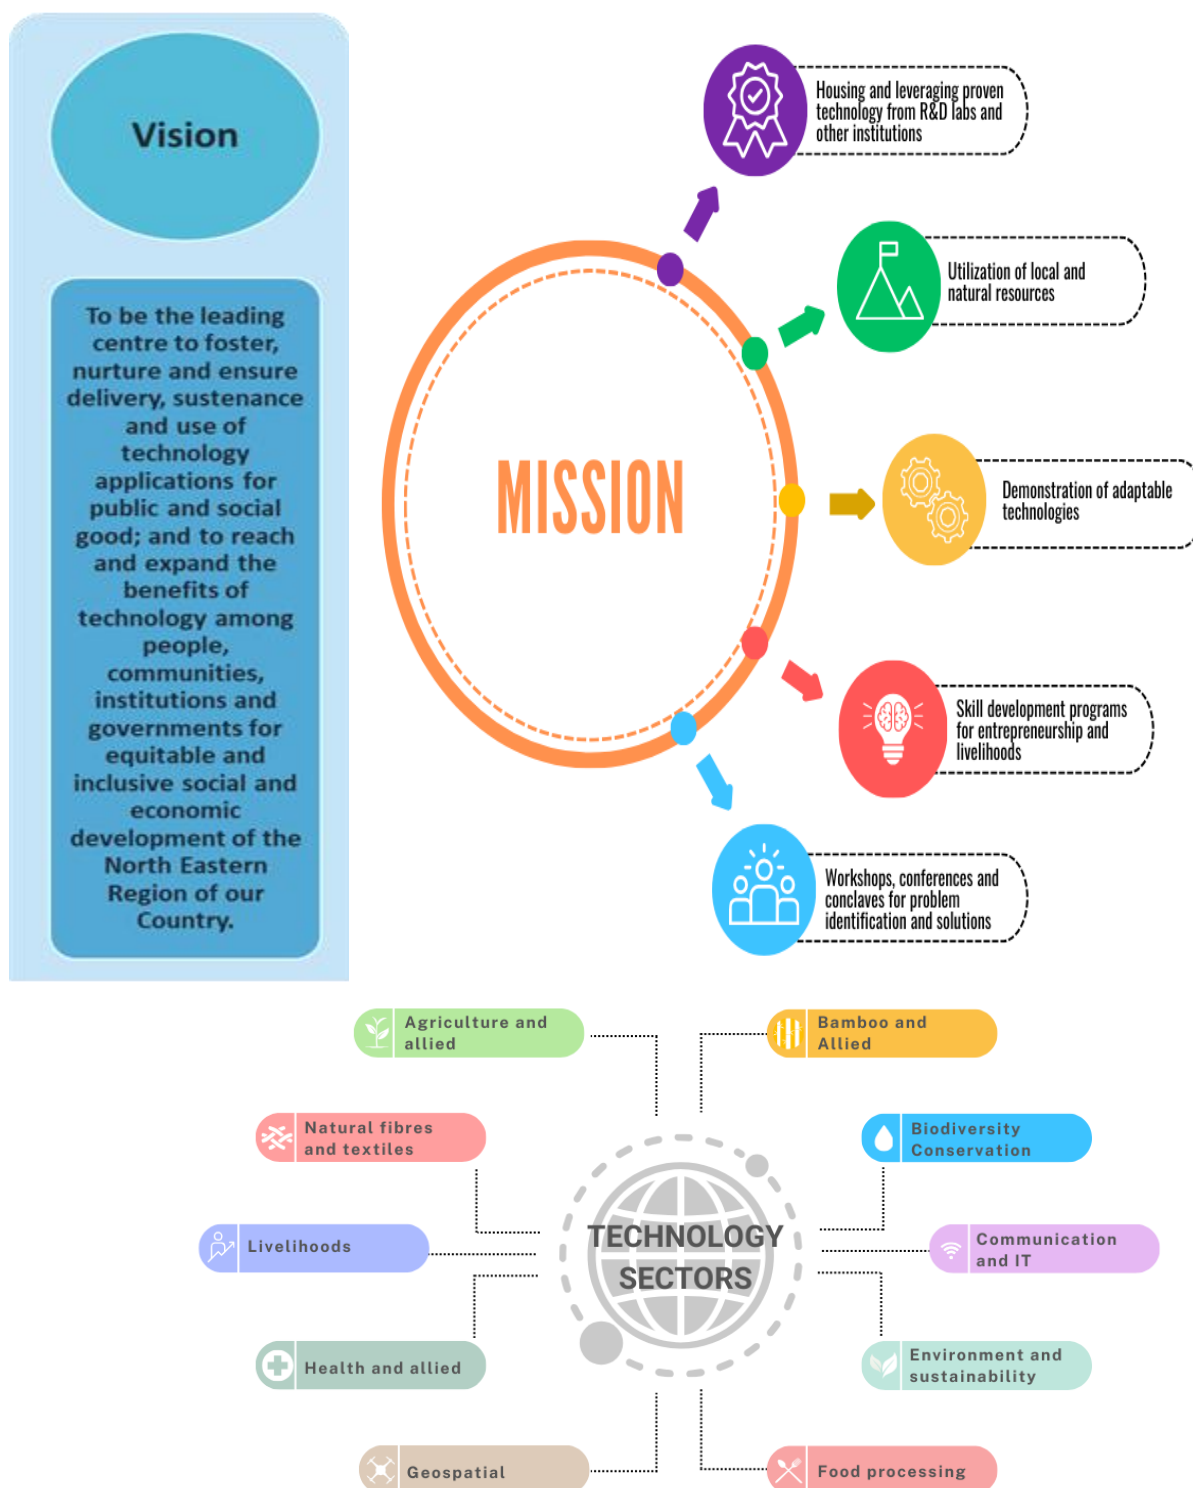 Vision
To be the leading
centre to foster,
nurture and ensure
delivery, sustenance
and use of
technology
applications for
public and social
good; and to reach
and expand the
benefits of
technology among
people,
communities,
institutions and
governments for
equitable and
inclusive social and
economic
development of the
North Eastern
Region of our
Country.
MISSION
Housing and leveraging proven
technology from R&D labs and
other institutions
Utilization of local and
natural resources
Demonstration of adaptable
technologies
Skill development programs
for entrepreneurship and
livelihoods
Workshops, conferences and
conclaves for problem
identification and solutions
TECHNOLOGY
SECTORS
Agriculture and
allied
Natural fibres
and textiles
Livelihoods
Health and allied
Geospatial
Bamboo and
Allied
Biodiversity
Conservation
Communication
and IT
Environment and
sustainability
Food processing